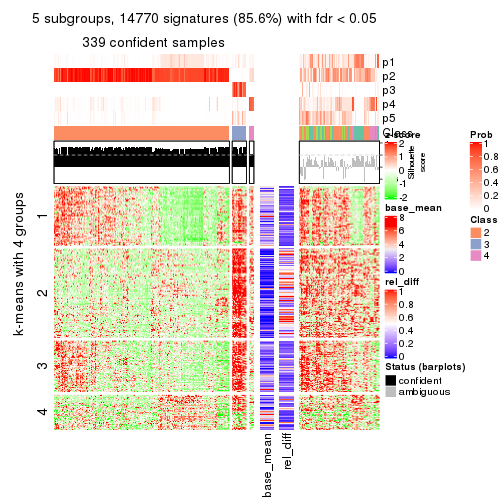 5 subgroups, 14770 signatures (85.6%) with fdr < 0.05
339 confident samples
p1
p2
p3
p4
p5
Class
Silhouette
score
k-means with 4 groups
1
2
3
4
base_mean
rel_diff
z-score
2
1
0
-1
-2
base_mean
8
6
4
2
0
rel_diff
1
0.8
0.6
0.4
0.2
0
Status (barplots)
confident
ambiguous
Prob
1
0.8
0.6
0.4
0.2
0
Class
2
3
4